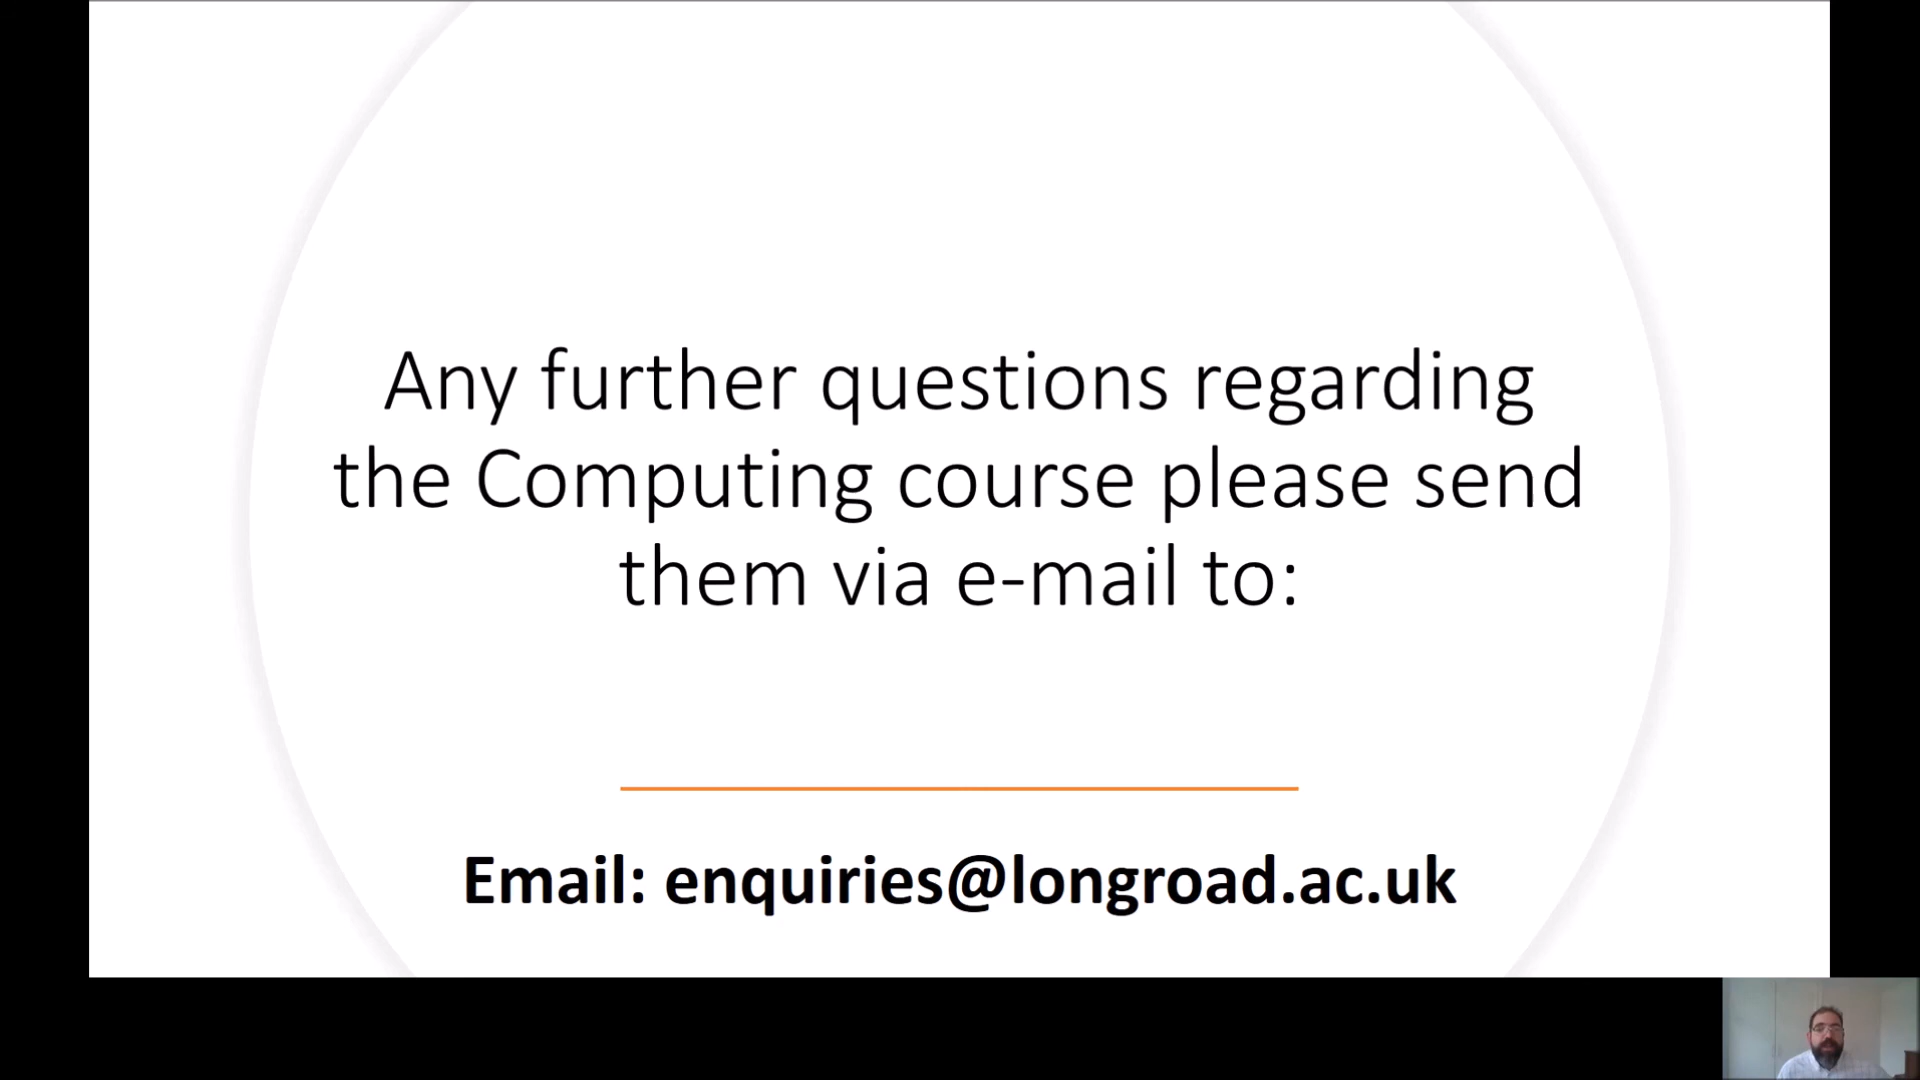 Any further questions regarding
the Computing course please send
them via e-mail to:
Email: enquiries@longroad.ac.uk